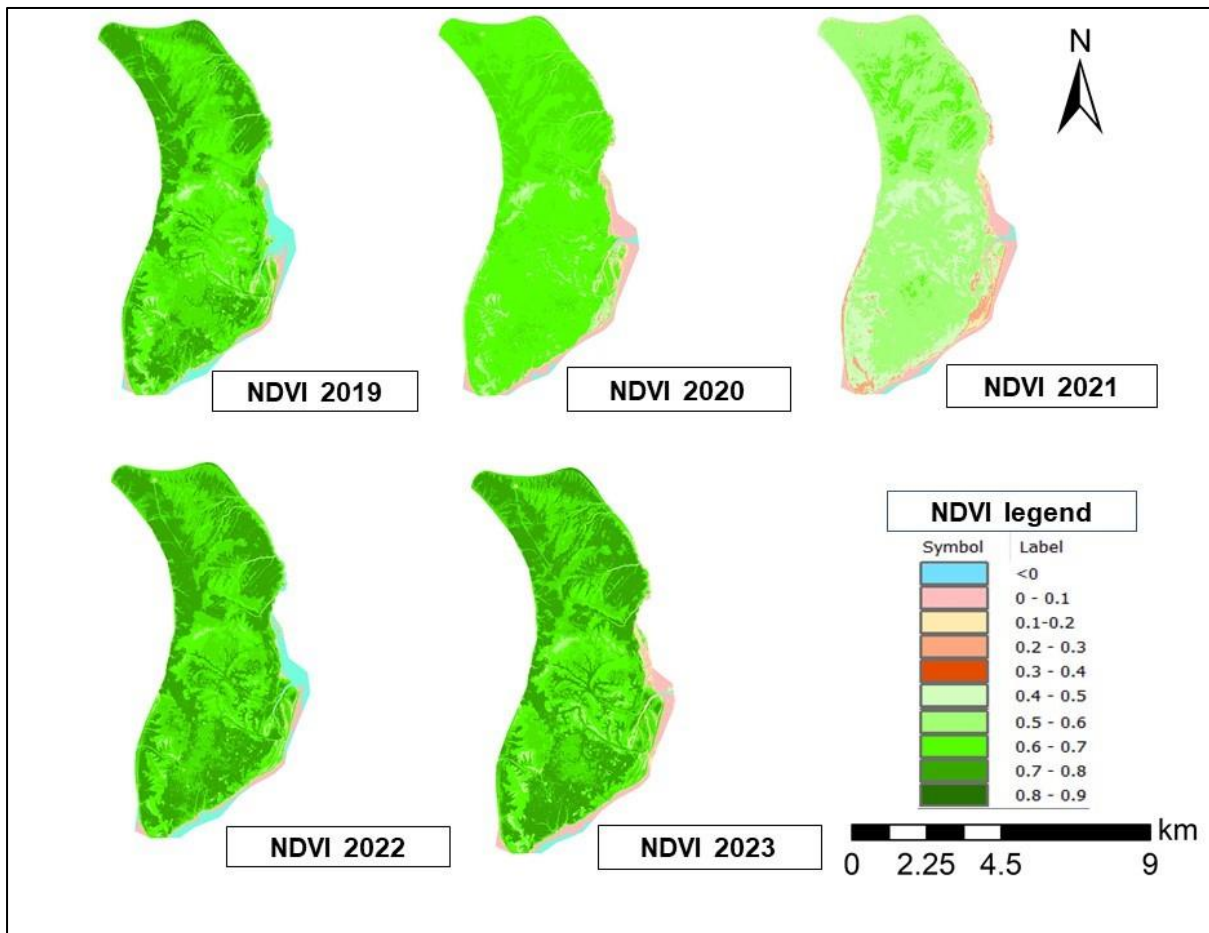 N
NDVI 2019
NDVI 2020
NDVI 2021
NDVI 2022
NDVI 2023
NDVI legend
Symbol Label
<0
0 - 0.1
0.1-0.2
0.2 - 0.3
0.3 - 0.4
0.4 - 0.5
0.5 - 0.6
0.6 - 0.7
0.7 - 0.8
0.8 - 0.9
km
0 2.25 4.5 9